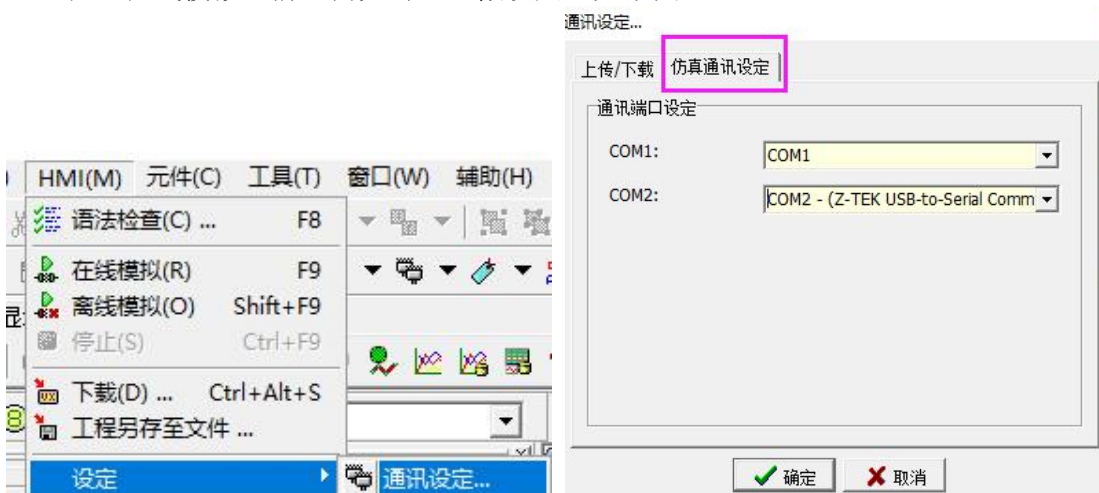 HMI(M) 元件(C) 工具(T) 窗口(W) 辅助(H)
语法检查(C) ... F8
在线模拟(R) F9
离线模拟(O) Shift+F9
停止(S) Ctrl+F9
下载(D) ... Ctrl+Alt+S
工程另存至文件 ...
设定
通讯设定...
通讯设定...
上传/下载 仿真通讯设定
通讯端口设定
COM1: COM1
COM2: COM2 - (Z-TEK USB-to-Serial Comm
确定 取消